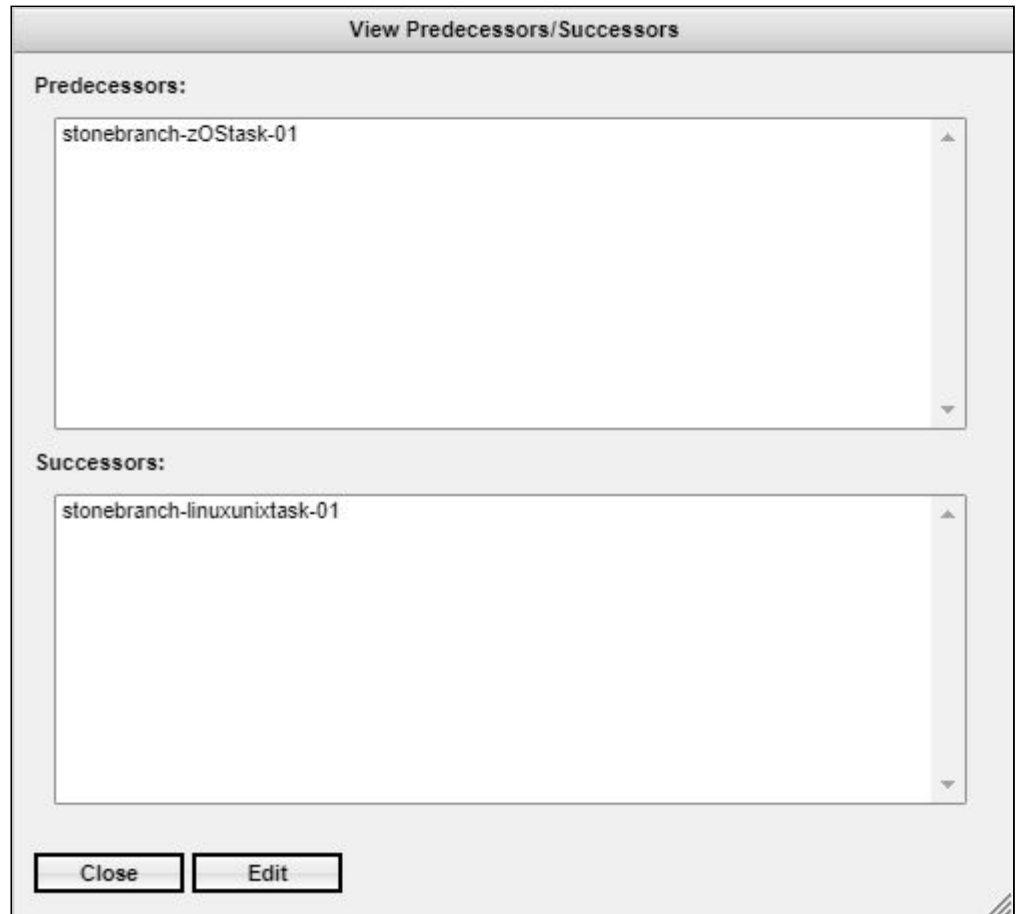 View Predecessors/Successors
Predecessors:
stonebranch-zOStask-01
Successors:
stonebranch-linuxunixtask-01
Close Edit